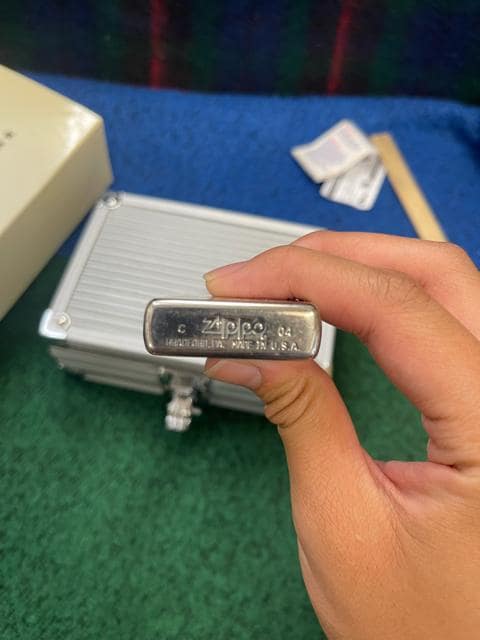 C Zippo 04
BRADFORD, PA. MADE IN U.S.A.